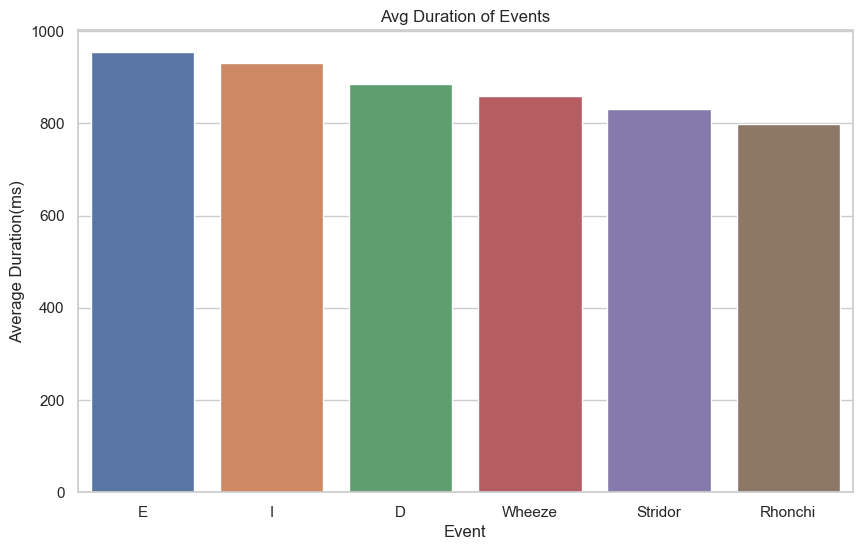 Avg Duration of Events
1000
800
600
400
200
0
Average Duration(ms)
E I D Wheeze Stridor Rhonchi
Event